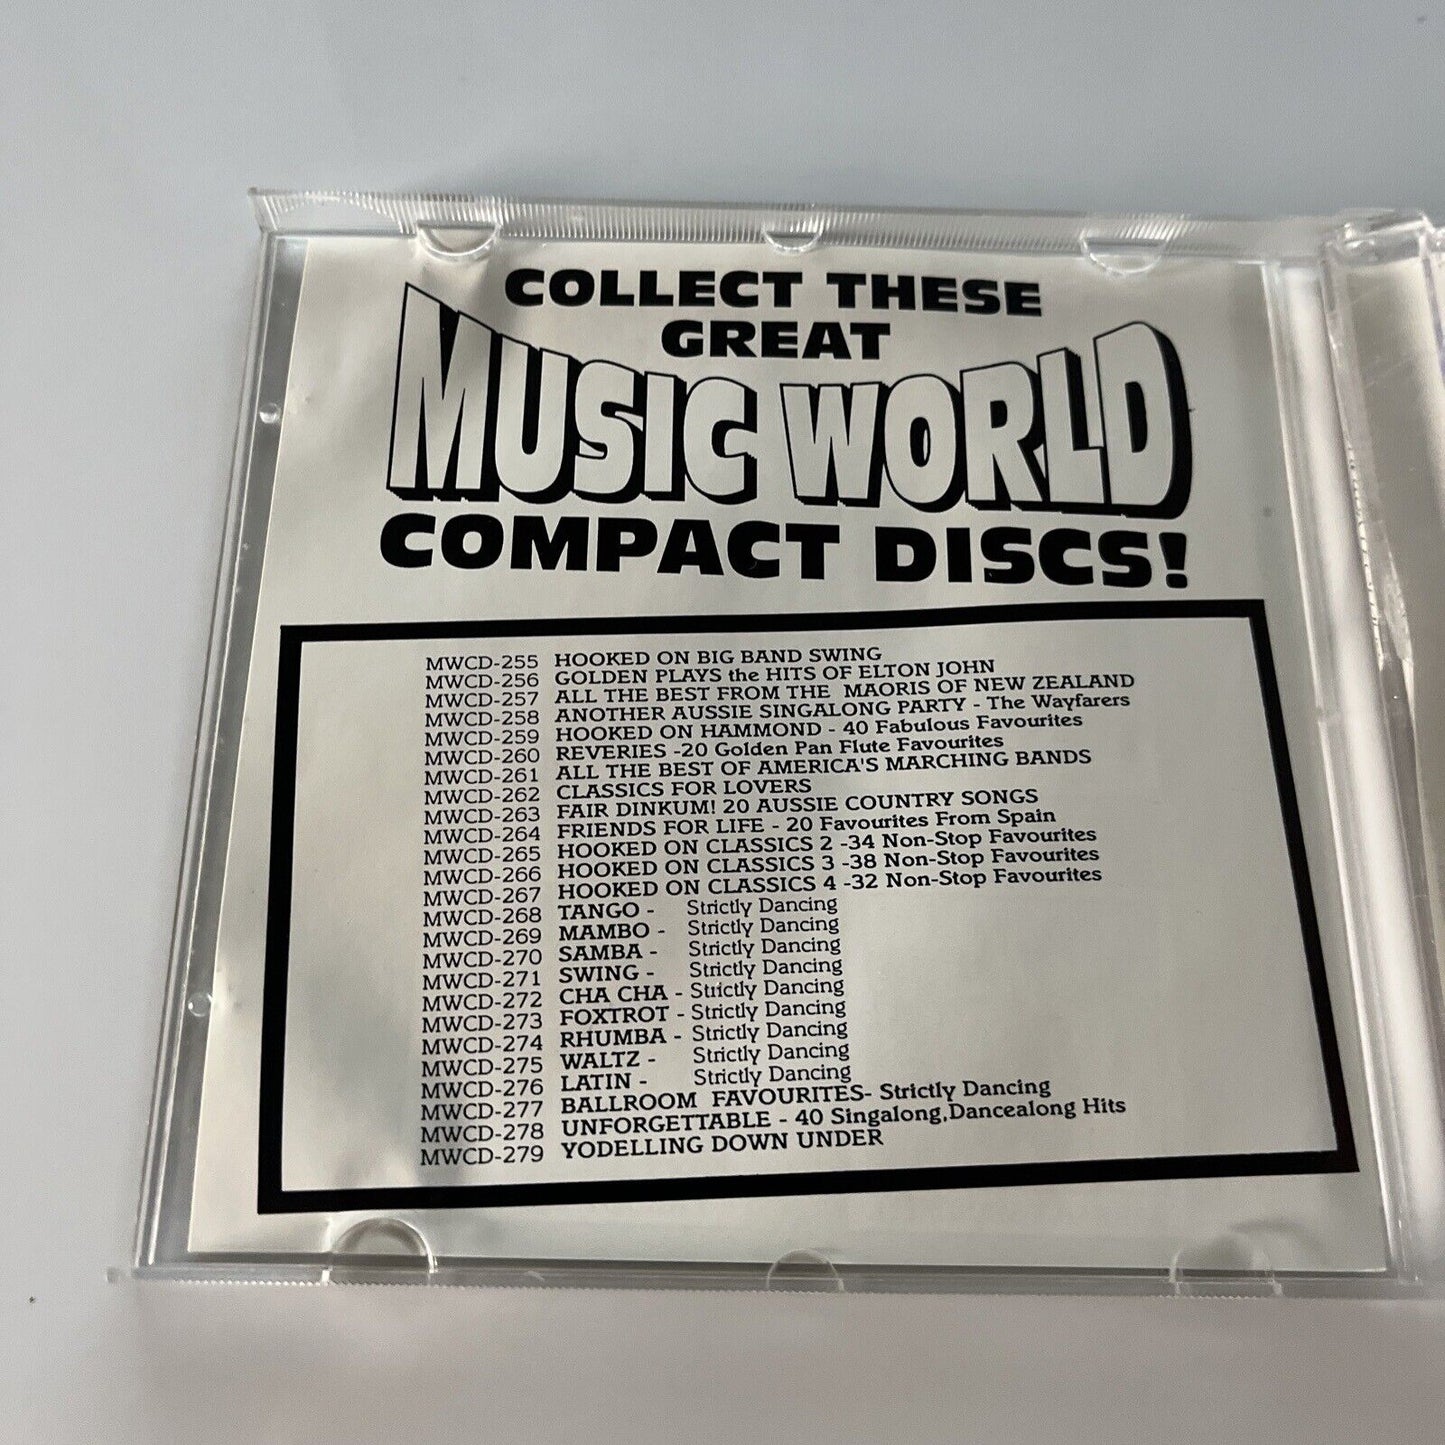 COLLECT THESE
GREAT
MUSIC WORLD
COMPACT DISCS!
MWCD-255 HOOKED ON BIG BAND SWING
MWCD-256 GOLDEN PLAYS the HITS OF ELTON JOHN
MWCD-257 ALL THE BEST FROM THE MAORIS OF NEW ZEALAND
MWCD-258 ANOTHER AUSSIE SINGALONG PARTY - The Wayfarers
MWCD-259 HOOKED ON HAMMOND - 40 Fabulous Favourites
MWCD-260 REVERIES -20 Golden Pan Flute Favourites
MWCD-261 ALL THE BEST OF AMERICA'S MARCHING BANDS
MWCD-262 CLASSICS FOR LOVERS
MWCD-263 FAIR DINKUM! 20 AUSSIE COUNTRY SONGS
MWCD-264 FRIENDS FOR LIFE - 20 Favourites From Spain
MWCD-265 HOOKED ON CLASSICS 2 -34 Non-Stop Favourites
MWCD-266 HOOKED ON CLASSICS 3 -38 Non-Stop Favourites
MWCD-267 HOOKED ON CLASSICS 4 -32 Non-Stop Favourites
MWCD-268 TANGO - Strictly Dancing
MWCD-269 MAMBO - Strictly Dancing
MWCD-270 SAMBA - Strictly Dancing
MWCD-271 SWING - Strictly Dancing
MWCD-272 CHA CHA - Strictly Dancing
MWCD-273 FOXTROT - Strictly Dancing
MWCD-274 RHUMBA - Strictly Dancing
MWCD-275 WALTZ - Strictly Dancing
MWCD-276 LATIN - Strictly Dancing
MWCD-277 BALLROOM FAVOURITES- Strictly Dancing
MWCD-278 UNFORGETTABLE - 40 Singalong,Dancealong Hits
MWCD-279 YODELLING DOWN UNDER